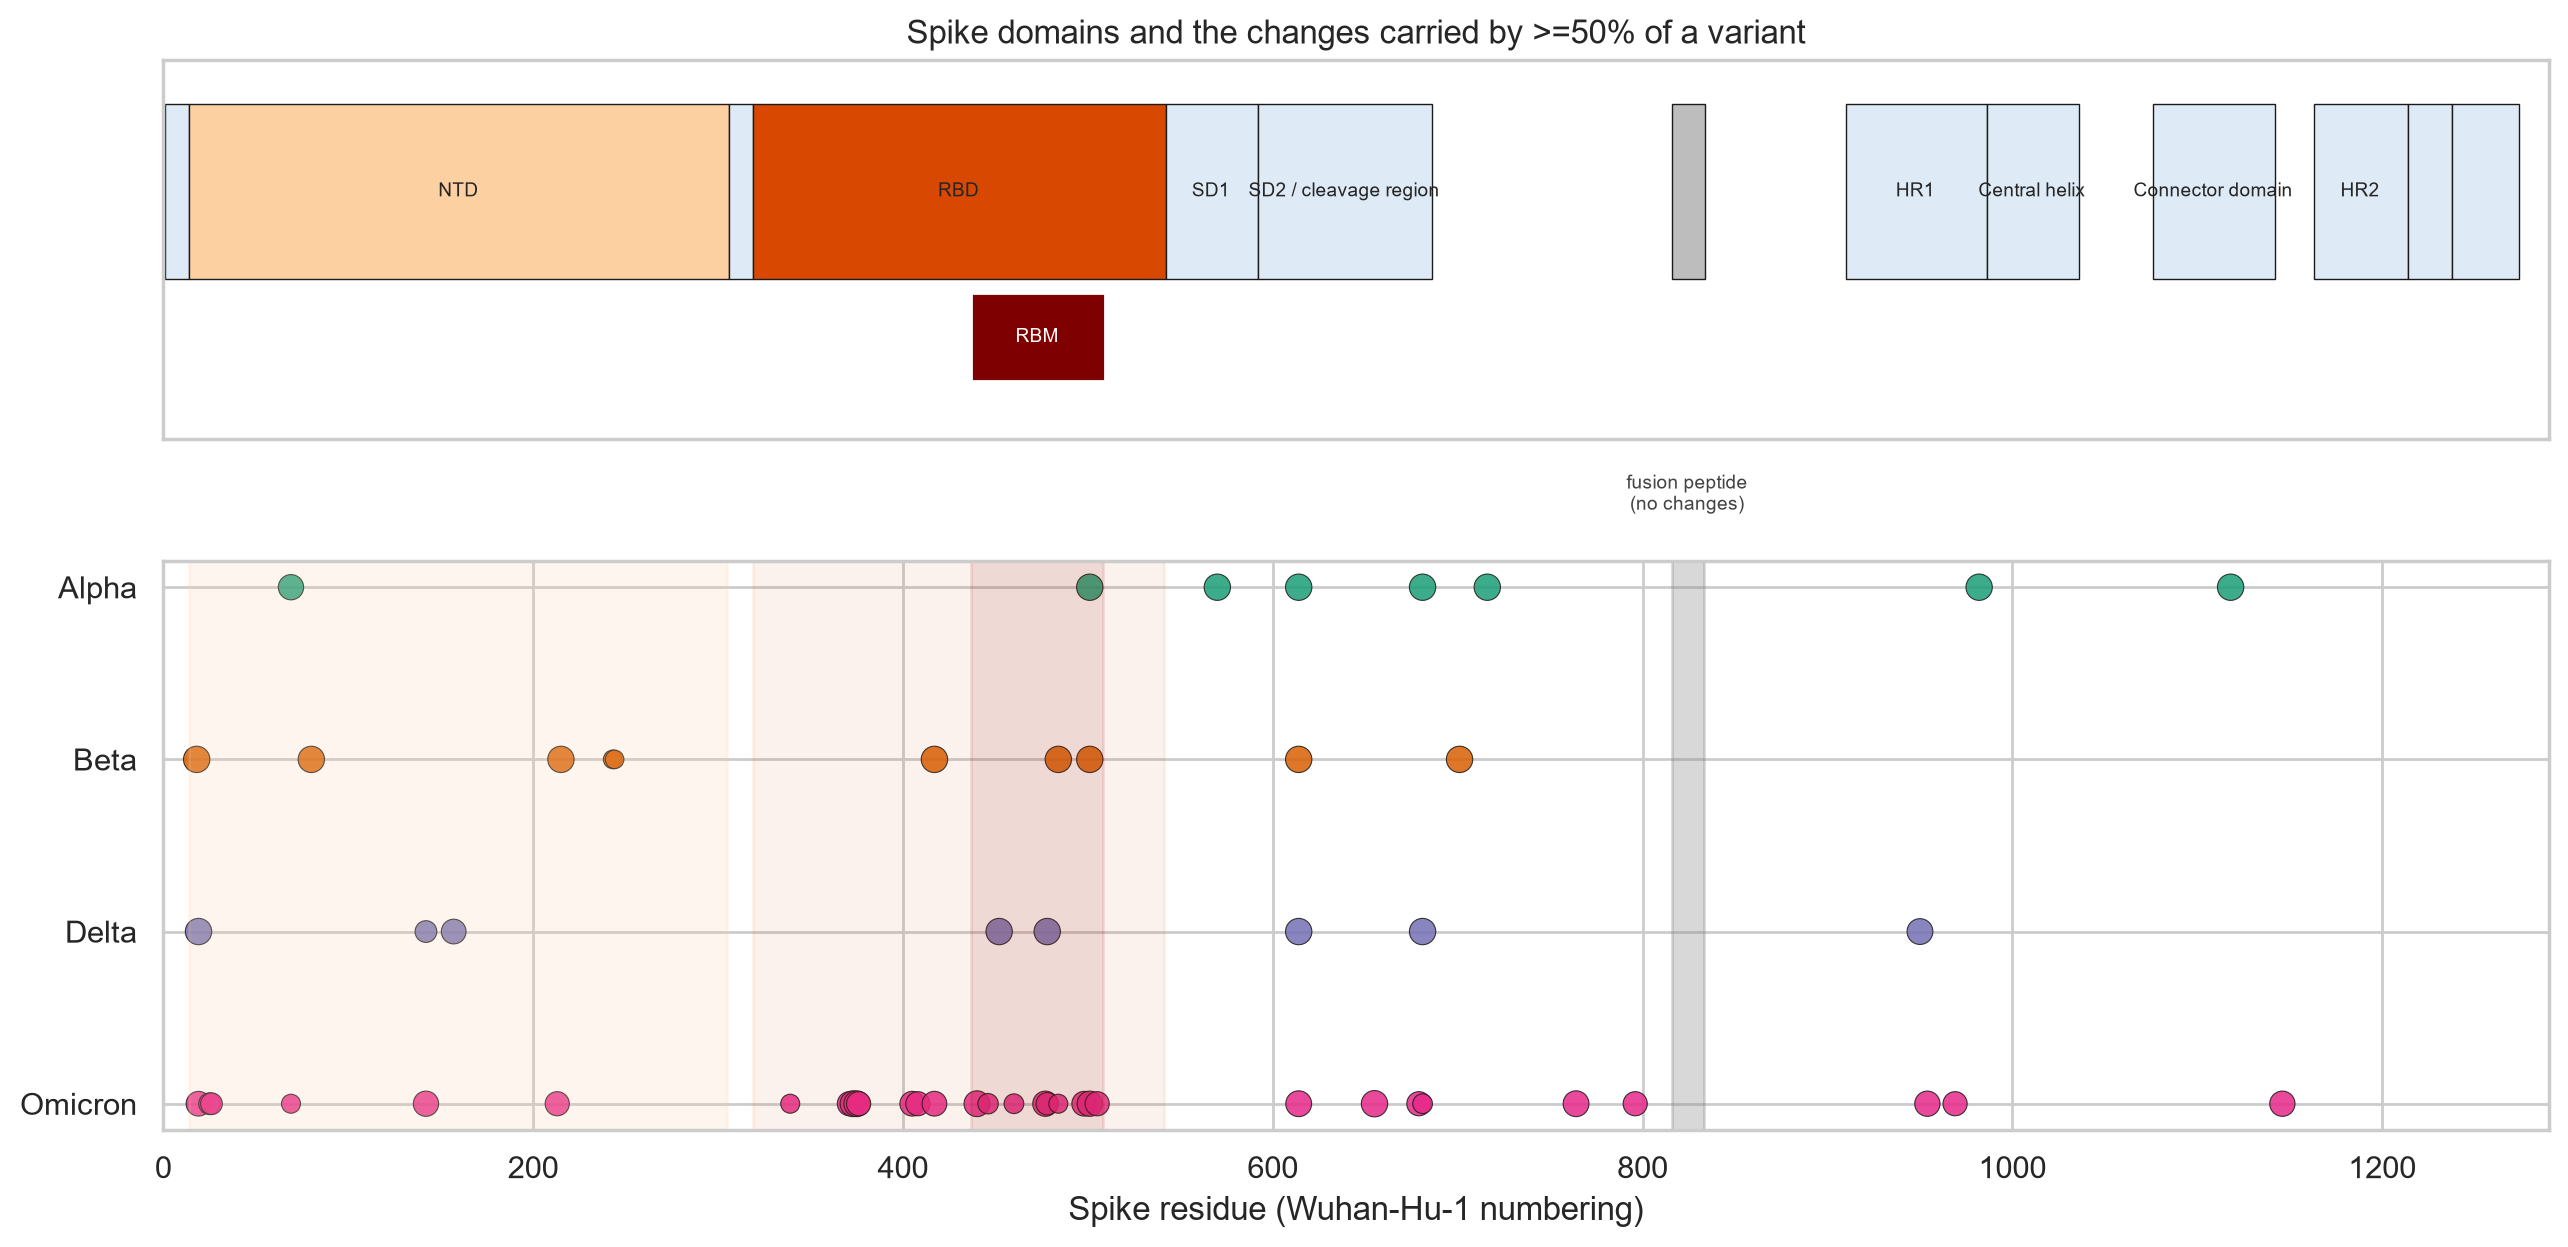 Spike domains and the changes carried by >=50% of a variant
NTD
RBD
SD1
SD2 / cleavage region
HR1
Central helix
Connector domain
HR2
RBM
fusion peptide
(no changes)
Alpha
Beta
Delta
Omicron
0 200 400 600 800 1000 1200
Spike residue (Wuhan-Hu-1 numbering)